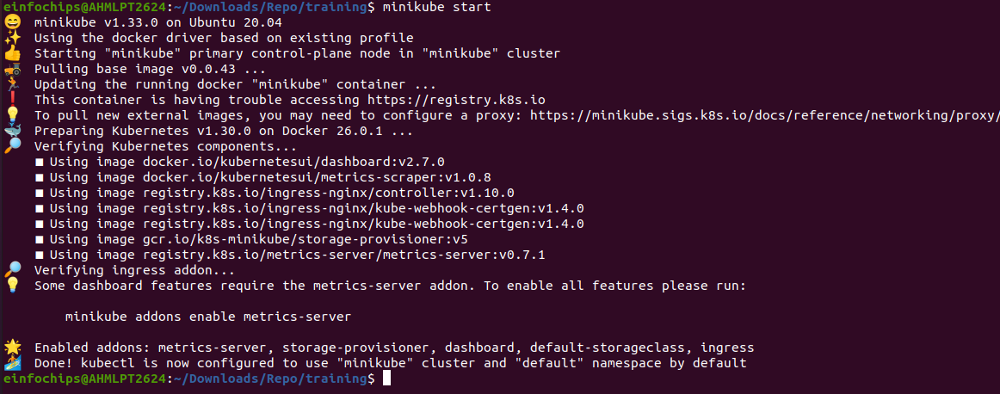 einfochips@AHMLPT2624:~/Downloads/Repo/training$ minikube start
😄 minikube v1.33.0 on Ubuntu 20.04
✨ Using the docker driver based on existing profile
👍 Starting "minikube" primary control-plane node in "minikube" cluster
🚜 Pulling base image v0.0.43 ...
🏃 Updating the running docker "minikube" container ...
❗ This container is having trouble accessing https://registry.k8s.io
💡 To pull new external images, you may need to configure a proxy: https://minikube.sigs.k8s.io/docs/reference/networking/proxy/
🐳 Preparing Kubernetes v1.30.0 on Docker 26.0.1 ...
🔎 Verifying Kubernetes components...
■ Using image docker.io/kubernetesui/dashboard:v2.7.0
■ Using image docker.io/kubernetesui/metrics-scraper:v1.0.8
■ Using image registry.k8s.io/ingress-nginx/controller:v1.10.0
■ Using image registry.k8s.io/ingress-nginx/kube-webhook-certgen:v1.4.0
■ Using image registry.k8s.io/ingress-nginx/kube-webhook-certgen:v1.4.0
■ Using image gcr.io/k8s-minikube/storage-provisioner:v5
■ Using image registry.k8s.io/metrics-server/metrics-server:v0.7.1
🔎 Verifying ingress addon...
💡 Some dashboard features require the metrics-server addon. To enable all features please run:
minikube addons enable metrics-server
🌟 Enabled addons: metrics-server, storage-provisioner, dashboard, default-storageclass, ingress
🏄 Done! kubectl is now configured to use "minikube" cluster and "default" namespace by default
einfochips@AHMLPT2624:~/Downloads/Repo/training$